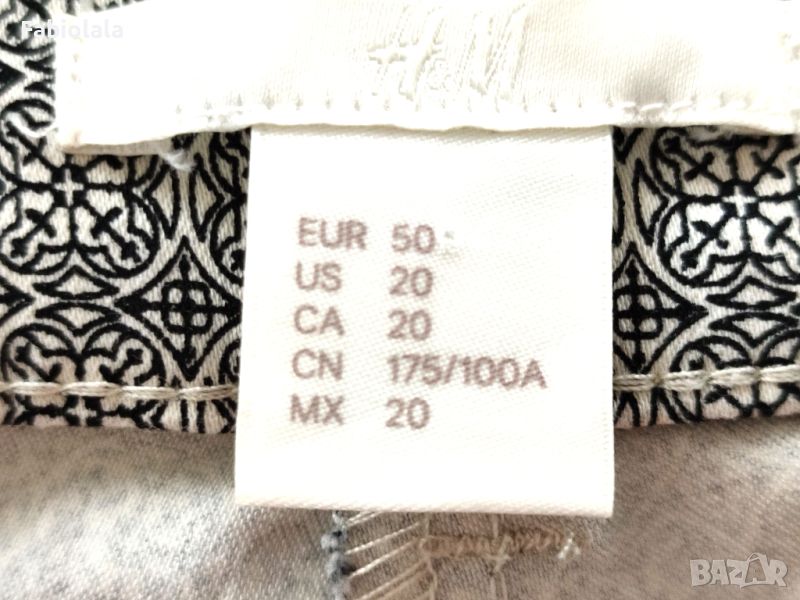 Fabiolala
H&M
EUR 50
US 20
CA 20
CN 175/100A
MX 20
BAZAR